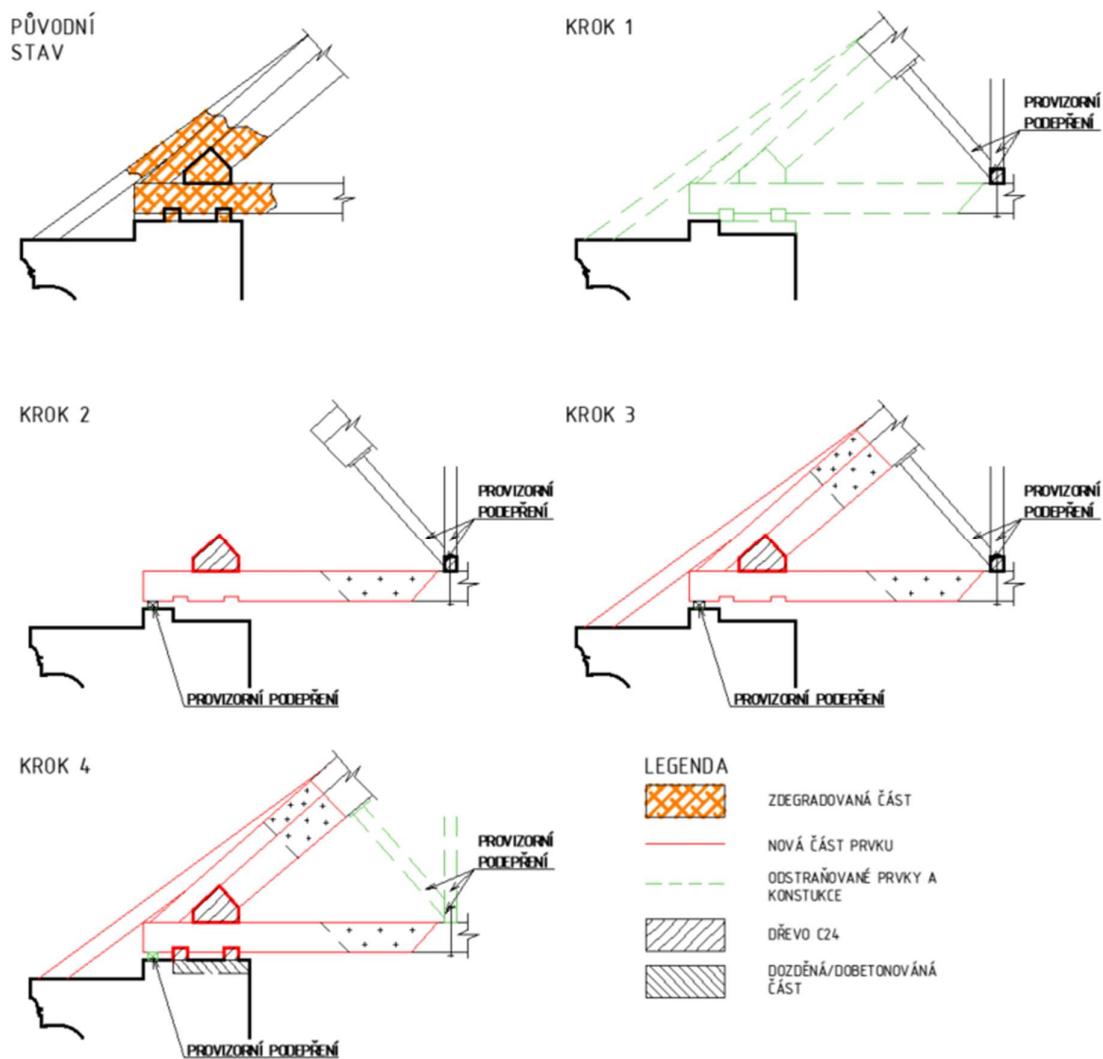 PŮVODNÍ
STAV
KROK 1
PROVIZORNÍ
PODEPŘENÍ
KROK 2
PROVIZORNÍ
PODEPŘENÍ
PROVIZORNÍ PODEPŘENÍ
KROK 3
PROVIZORNÍ
PODEPŘENÍ
PROVIZORNÍ PODEPŘENÍ
KROK 4
PROVIZORNÍ
PODEPŘENÍ
PROVIZORNÍ PODEPŘENÍ
LEGENDA
ZDEGRADOVANÁ ČÁST
NOVÁ ČÁST PRVKU
ODSTRAŇOVANÉ PRVKY A
KONSTUKCE
DŘEVO C24
DOZDĚNÁ/DOBETONOVÁNÁ
ČÁST